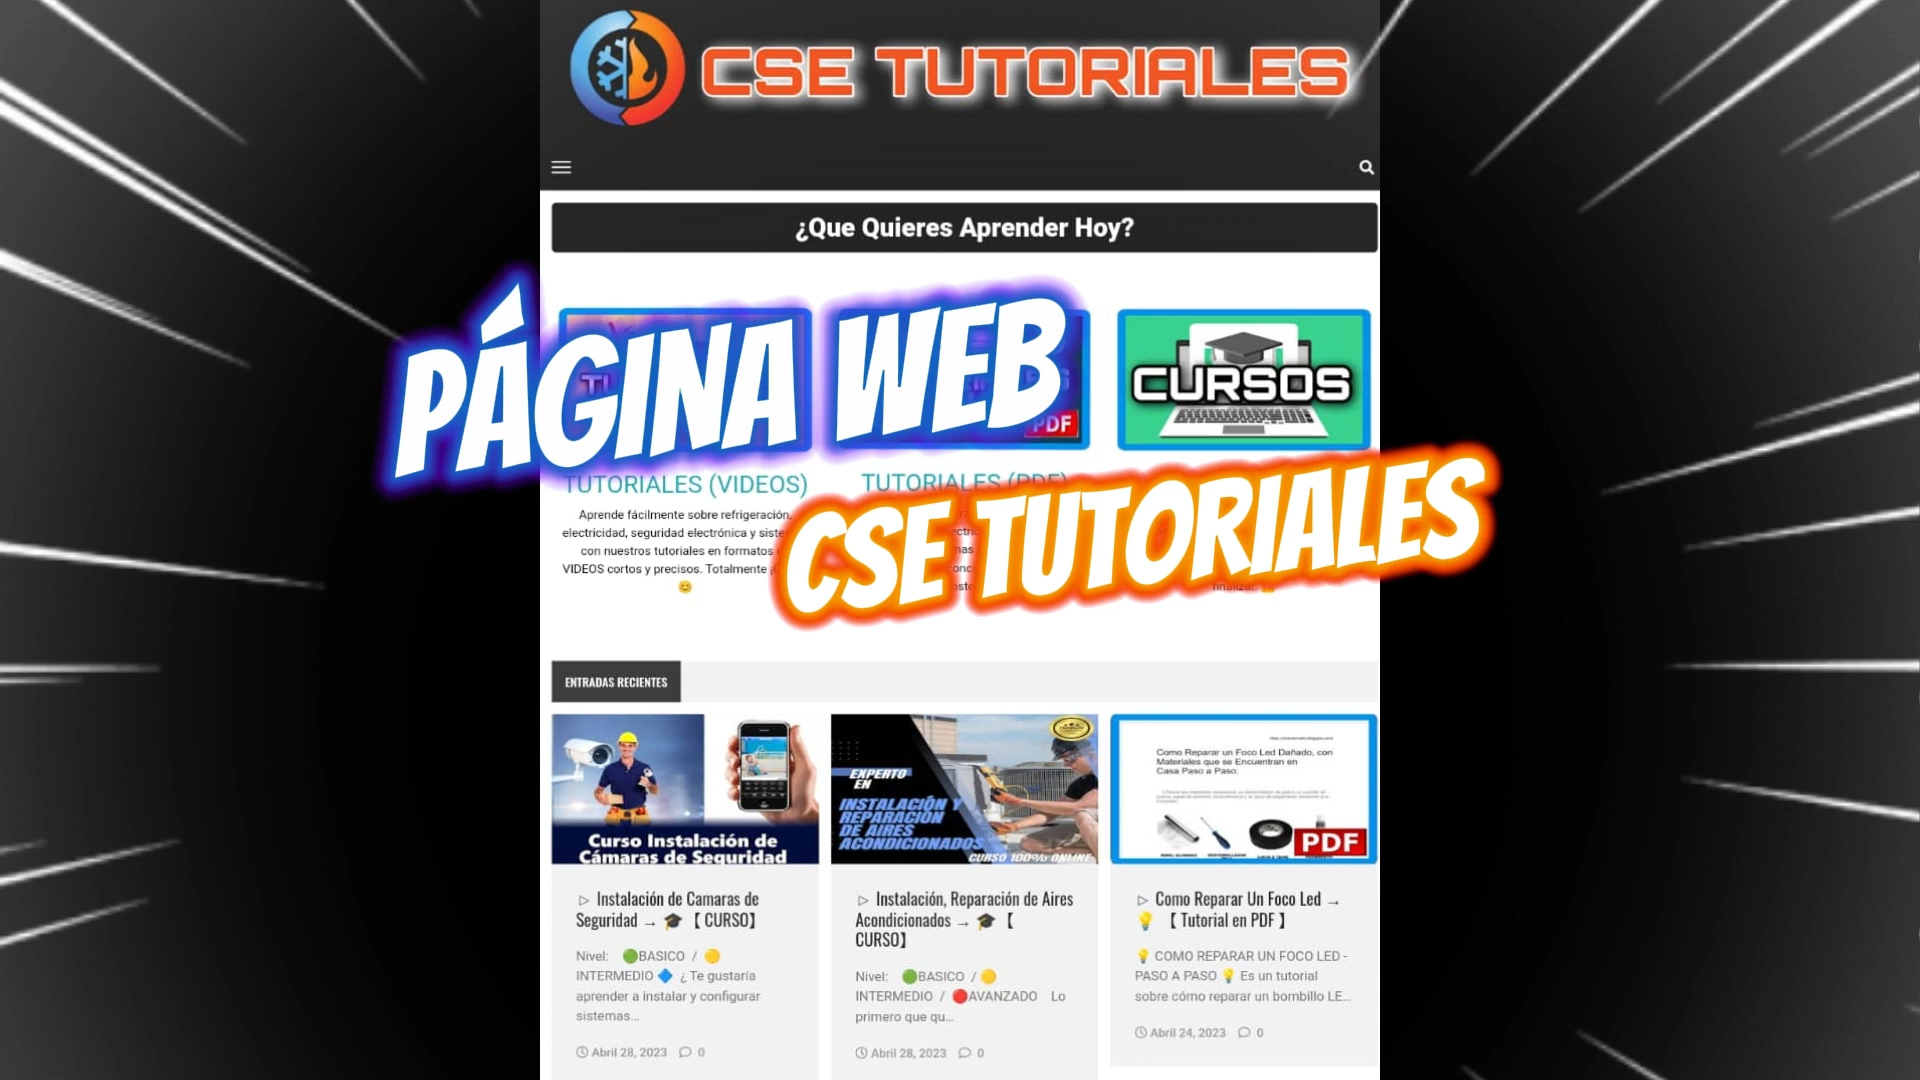 CSE TUTORIALES
¿Que Quieres Aprender Hoy?
PÁGINA WEB
CSE TUTORIALES
PDF
CURSOS
TUTORIALES (VIDEOS)
Aprende fácilmente sobre refrigeración,
electricidad, seguridad electrónica y
con nuestros tutoriales en formatos
VIDEOS cortos y precisos. Totalmente
😊
TUTORIALES (PDF)
finalizar.
ENTRADAS RECIENTES
Curso Instalación de
Cámaras de Seguridad
▷ Instalación de Camaras de
Seguridad → 🎓 【 CURSO】
Nivel: 🟢BASICO / 🟡
INTERMEDIO 🔷 ¿ Te gustaría
aprender a instalar y configurar
sistemas...
Abril 28, 2023 0
EXPERTO
EN
INSTALACIÓN Y
REPARACIÓN
DE AIRES
ACONDICIONADOS
CURSO 100% ONLINE
▷ Instalación, Reparación de Aires
Acondicionados → 🎓 【
CURSO】
Nivel: 🟢BASICO / 🟡
INTERMEDIO / 🔴AVANZADO Lo
primero que qu...
Abril 28, 2023 0
Como Reparar un Foco Led Dañado, con
Materiales que se Encuentran en
Casa Paso a Paso:
PDF
▷ Como Reparar Un Foco Led →
💡 【 Tutorial en PDF 】
💡 COMO REPARAR UN FOCO LED -
PASO A PASO 💡 Es un tutorial
sobre cómo reparar un bombillo LE...
Abril 24, 2023 0